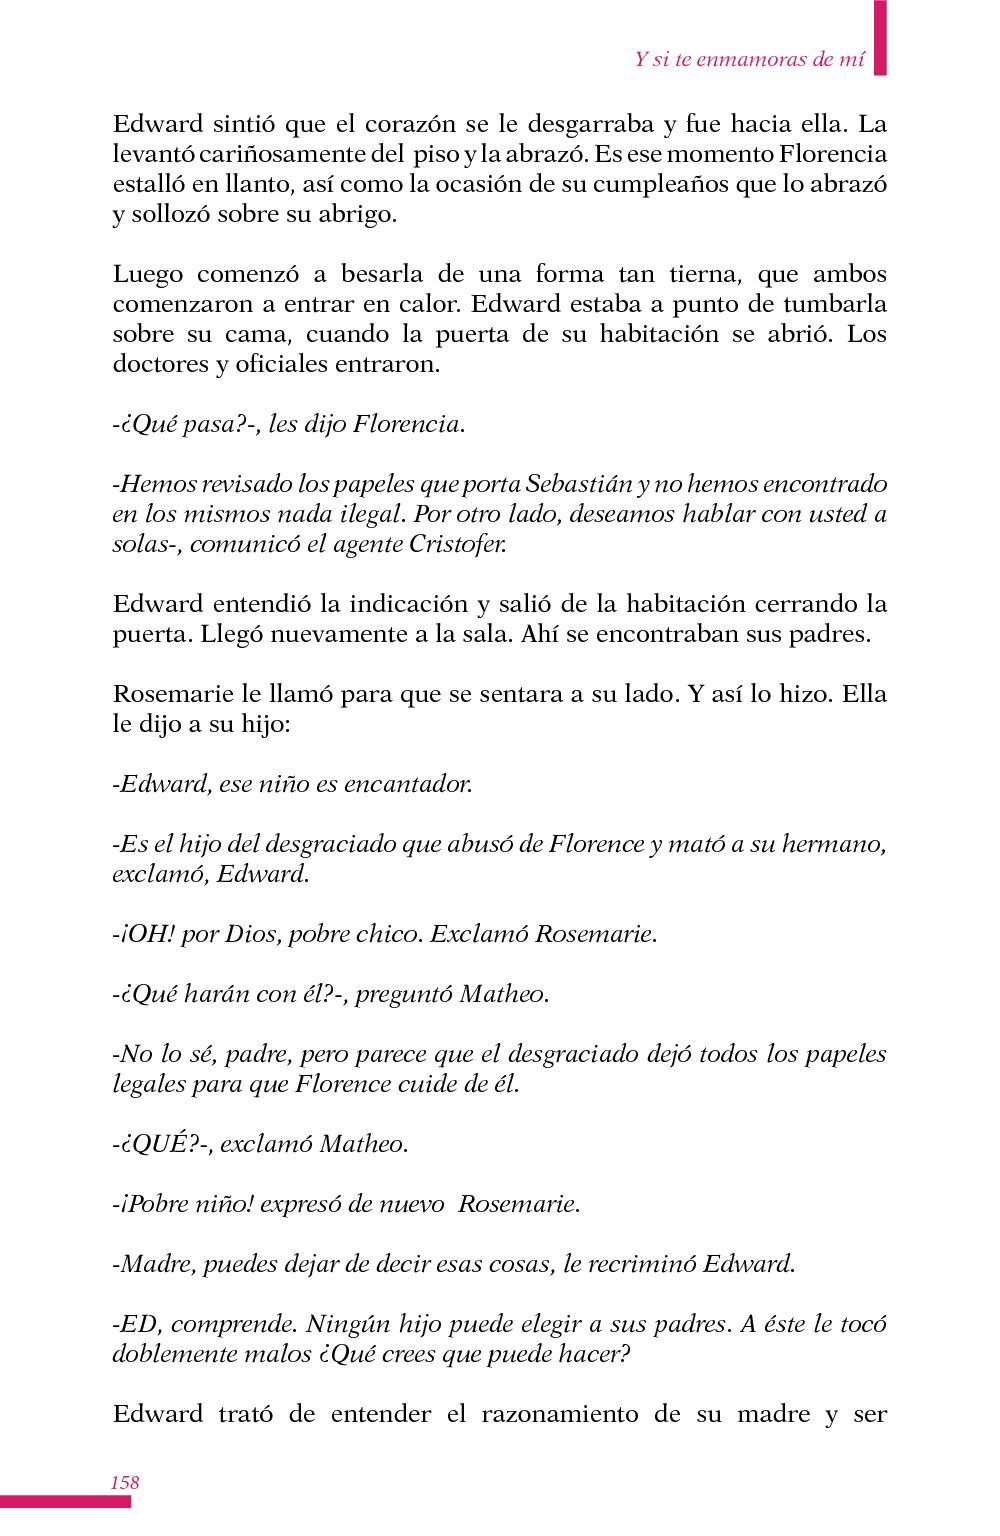 Y si te enmamoras de mí
Edward sintió que el corazón se le desgarraba y fue hacia ella. La
levantó cariñosamente del piso y la abrazó. Es ese momento Florencia
estalló en llanto, así como la ocasión de su cumpleaños que lo abrazó
y sollozó sobre su abrigo.
Luego comenzó a besarla de una forma tan tierna, que ambos
comenzaron a entrar en calor. Edward estaba a punto de tumbarla
sobre su cama, cuando la puerta de su habitación se abrió. Los
doctores y oficiales entraron.
-¿Qué pasa?-, les dijo Florencia.
-Hemos revisado los papeles que porta Sebastián y no hemos encontrado
en los mismos nada ilegal. Por otro lado, deseamos hablar con usted a
solas-, comunicó el agente Cristofer.
Edward entendió la indicación y salió de la habitación cerrando la
puerta. Llegó nuevamente a la sala. Ahí se encontraban sus padres.
Rosemarie le llamó para que se sentara a su lado. Y así lo hizo. Ella
le dijo a su hijo:
-Edward, ese niño es encantador.
-Es el hijo del desgraciado que abusó de Florence y mató a su hermano,
exclamó, Edward.
-¡OH! por Dios, pobre chico. Exclamó Rosemarie.
-¿Qué harán con él?-, preguntó Matheo.
-No lo sé, padre, pero parece que el desgraciado dejó todos los papeles
legales para que Florence cuide de él.
-¿QUÉ?-, exclamó Matheo.
-¡Pobre niño! expresó de nuevo Rosemarie.
-Madre, puedes dejar de decir esas cosas, le recriminó Edward.
-ED, comprende. Ningún hijo puede elegir a sus padres. A éste le tocó
doblemente malos ¿Qué crees que puede hacer?
Edward trató de entender el razonamiento de su madre y ser
158